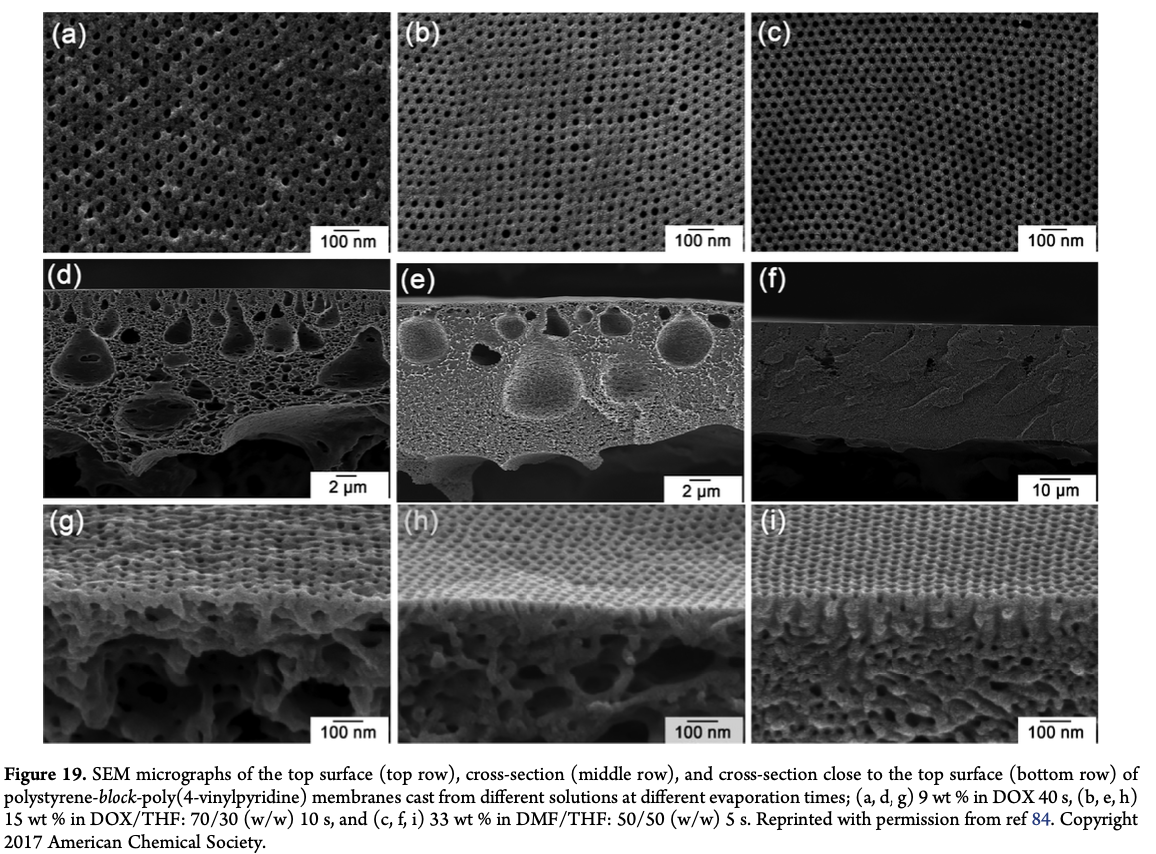 (a)
(b)
(c)
100 nm
100 nm
100 nm
(d)
(e)
(f)
2 μm
2 μm
10 μm
(g)
(h)
(i)
100 nm
100 nm
100 nm
Figure 19. SEM micrographs of the top surface (top row), cross-section (middle row), and cross-section close to the top surface (bottom row) of
polystyrene-block-poly(4-vinylpyridine) membranes cast from different solutions at different evaporation times; (a, d, g) 9 wt % in DOX 40 s, (b, e, h)
15 wt % in DOX/THF: 70/30 (w/w) 10 s, and (c, f, i) 33 wt % in DMF/THF: 50/50 (w/w) 5 s. Reprinted with permission from ref 84. Copyright
2017 American Chemical Society.